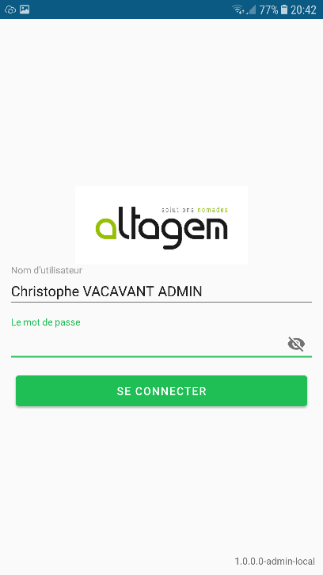 77% 20:42
solutions nomades
altagem
Nom d'utilisateur
Christophe VACAVANT ADMIN
Le mot de passe
SE CONNECTER
1.0.0.0-admin-local